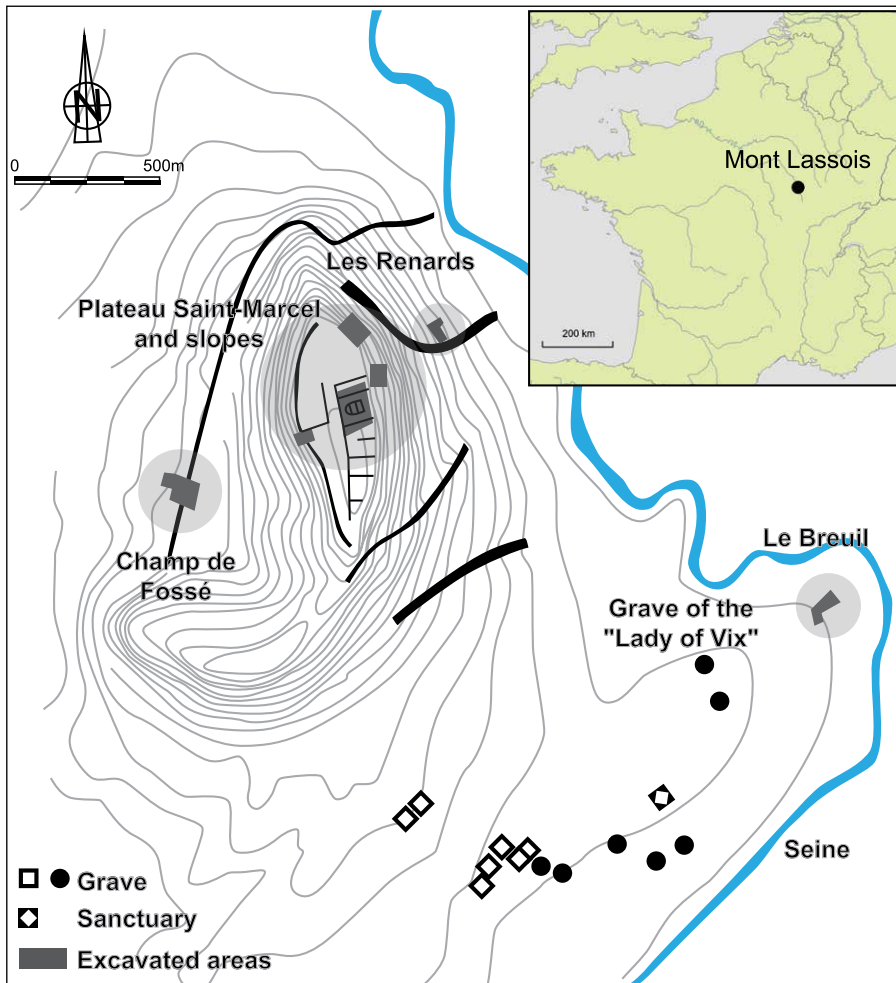 N
0 500m
Mont Lassois
200 km
Les Renards
Plateau Saint-Marcel
and slopes
Champ de
Fossé
Le Breuil
Grave of the
"Lady of Vix"
Seine
Grave
Sanctuary
Excavated areas